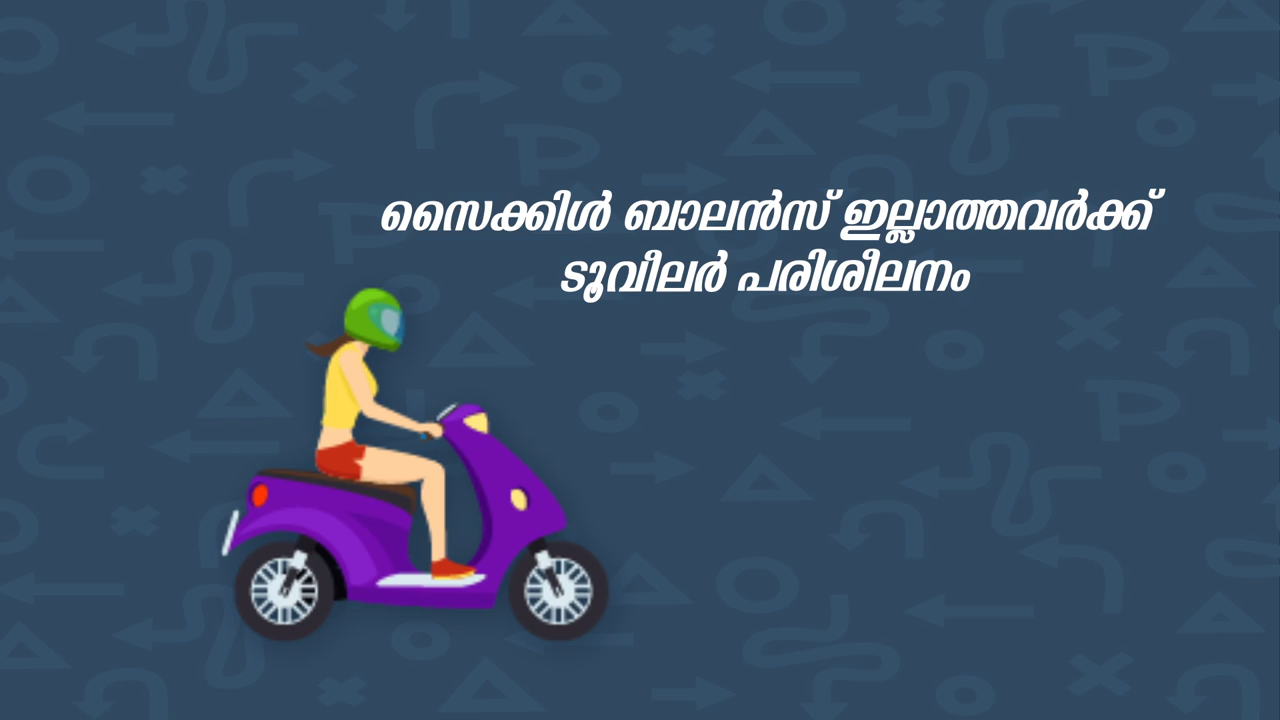 സൈക്കിൾ ബാലൻസ് ഇല്ലാത്തവർക്ക്
ടൂവീലർ പരിശീലനം